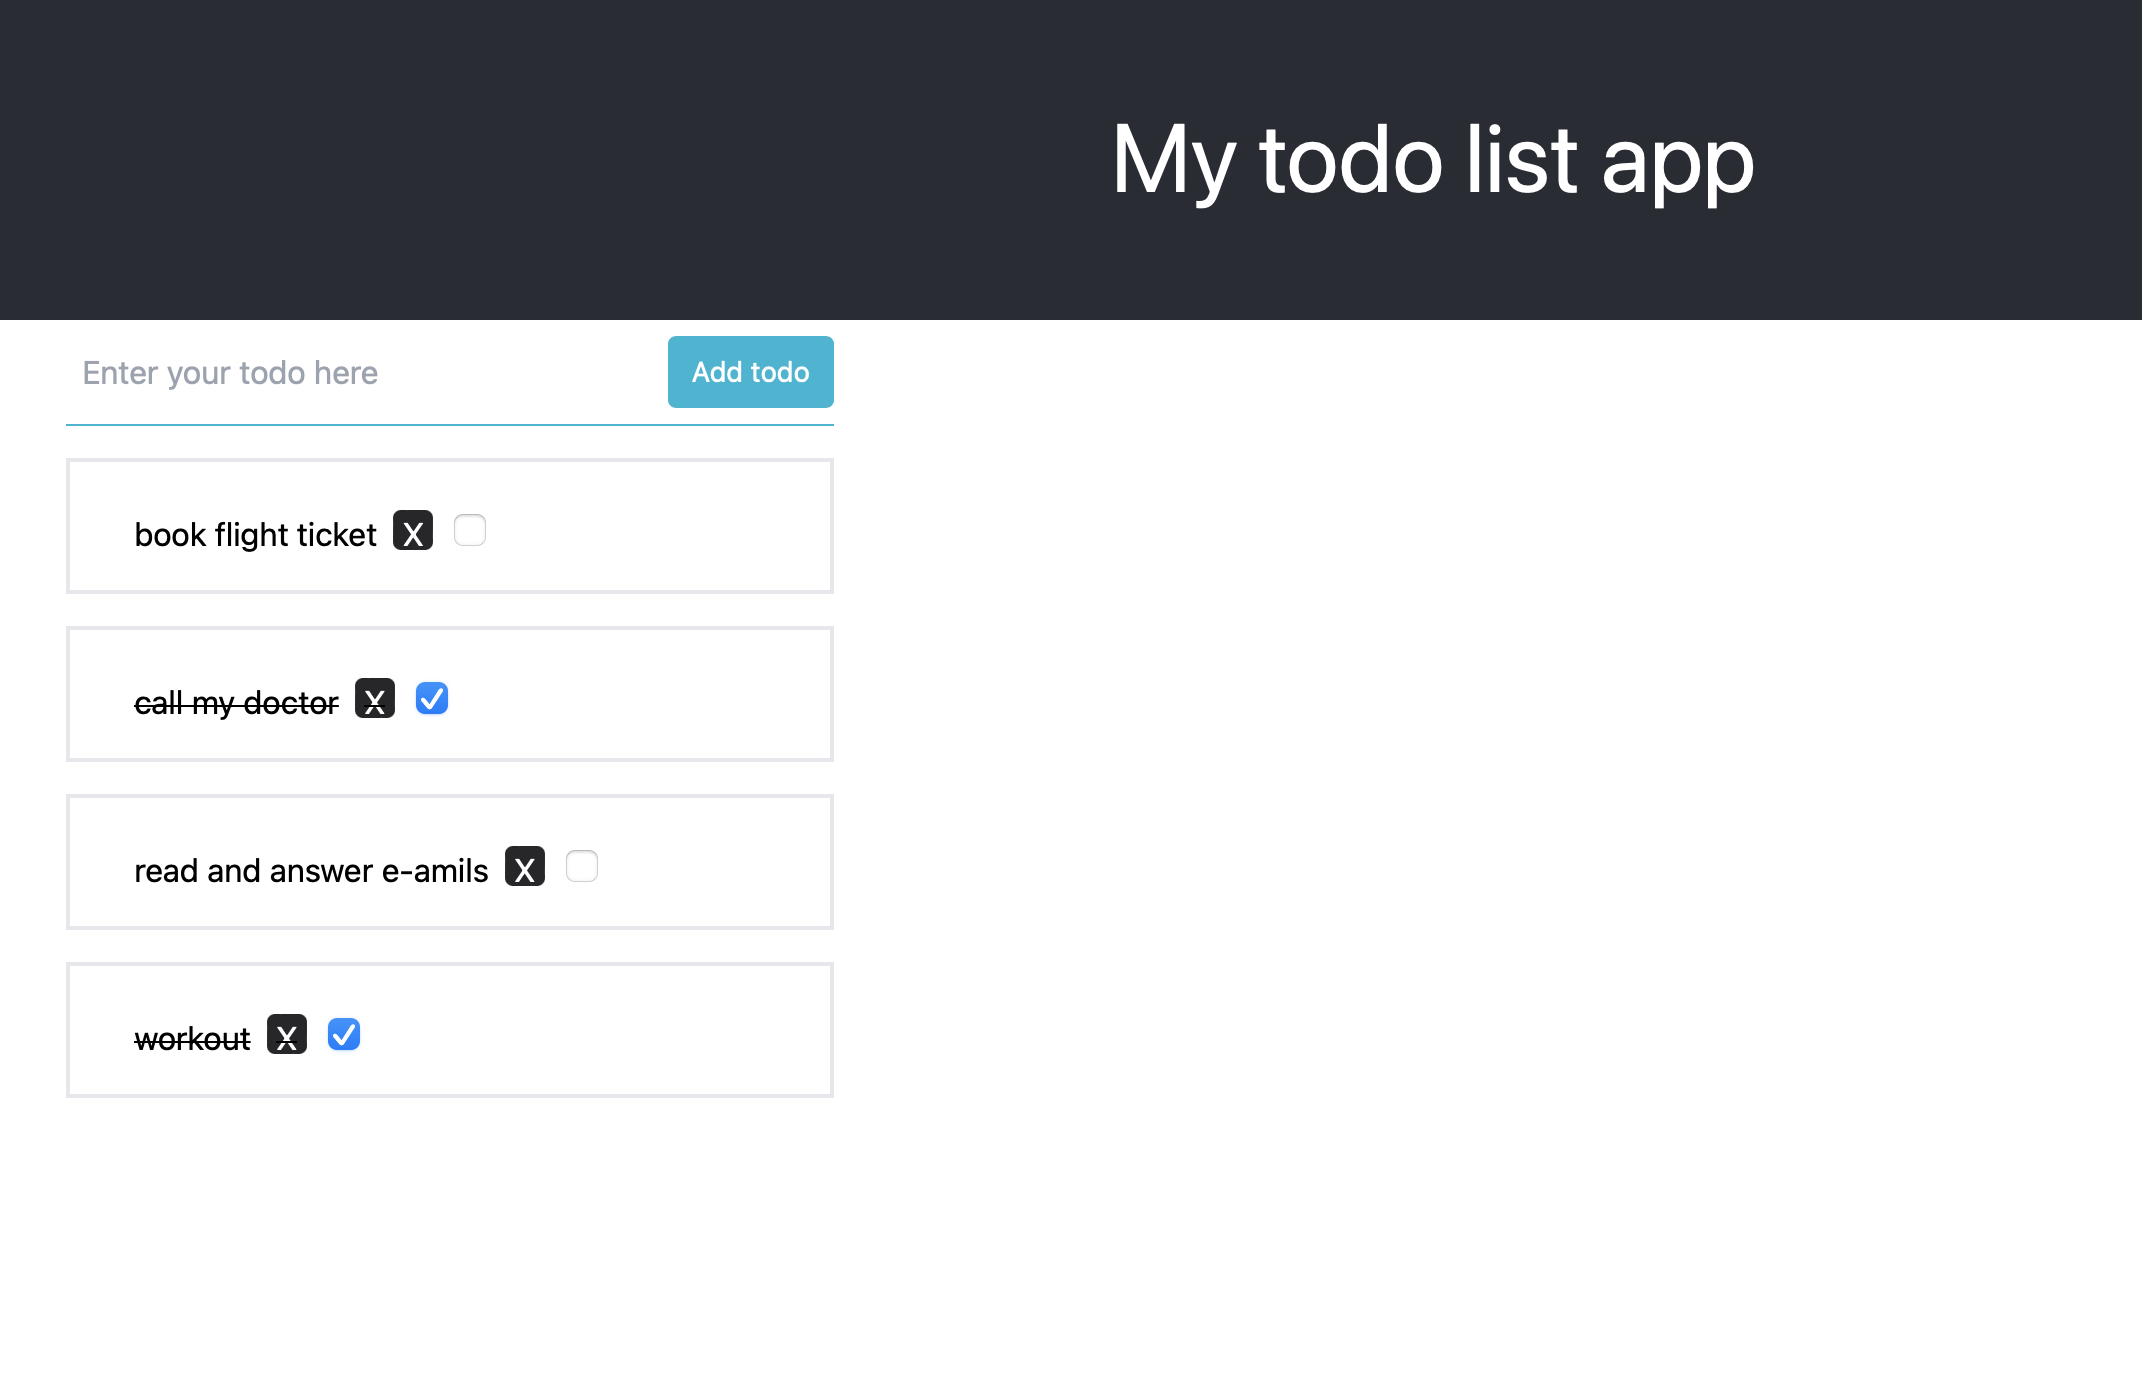 My todo list app
Enter your todo here
Add todo
book flight ticket X
call my doctor X
read and answer e-amils X
workout X